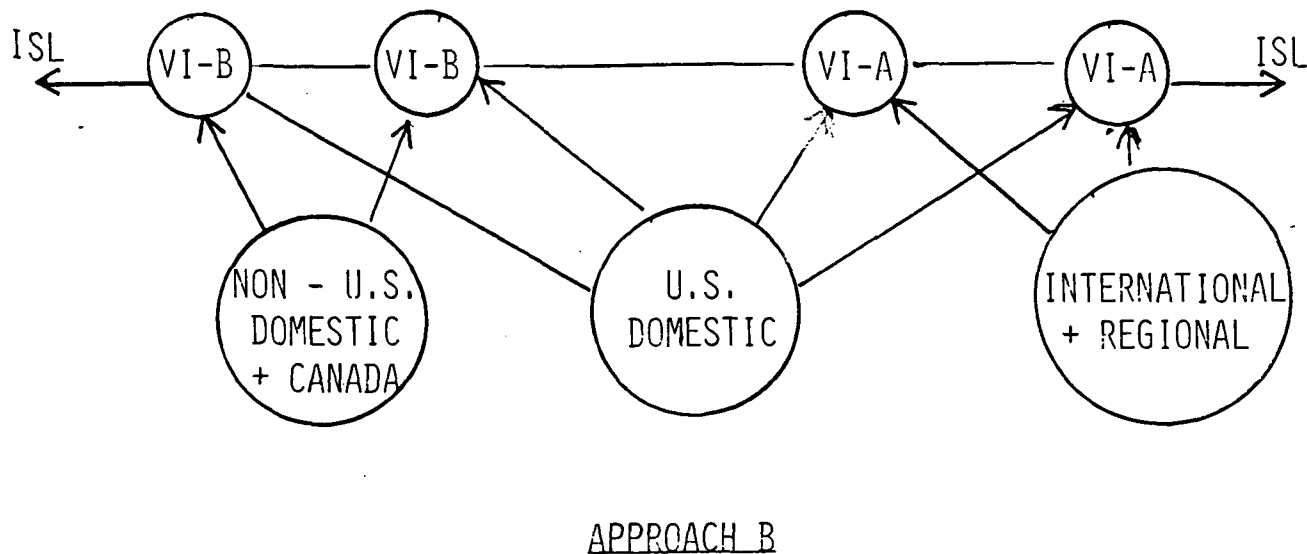 ISL
VI-B
VI-B
VI-A
VI-A
ISL
NON - U.S.
DOMESTIC
+ CANADA
U.S.
DOMESTIC
INTERNATIONAL
+ REGIONAL
APPROACH B